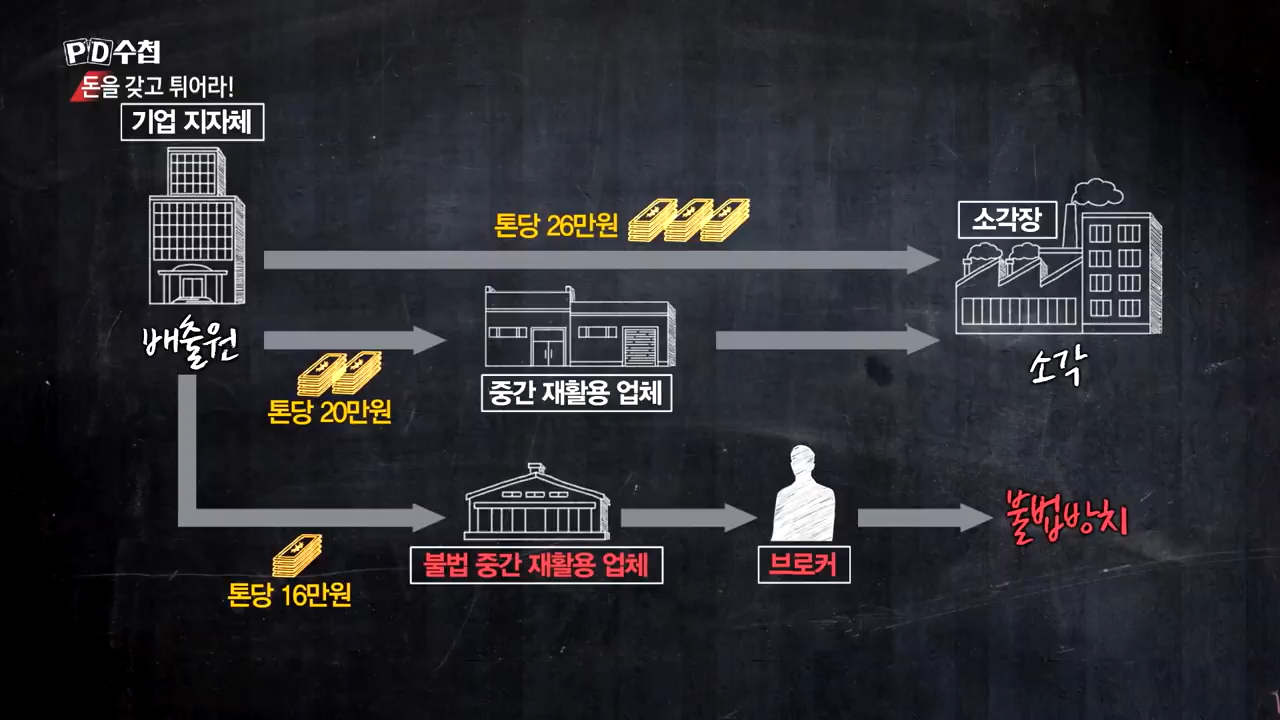 PD수첩
돈을 갖고 튀어라!
기업 지자체
톤당 26만원
소각장
배출원
소각
톤당 20만원
중간 재활용 업체
불법방치
불법 중간 재활용 업체
브로커
톤당 16만원